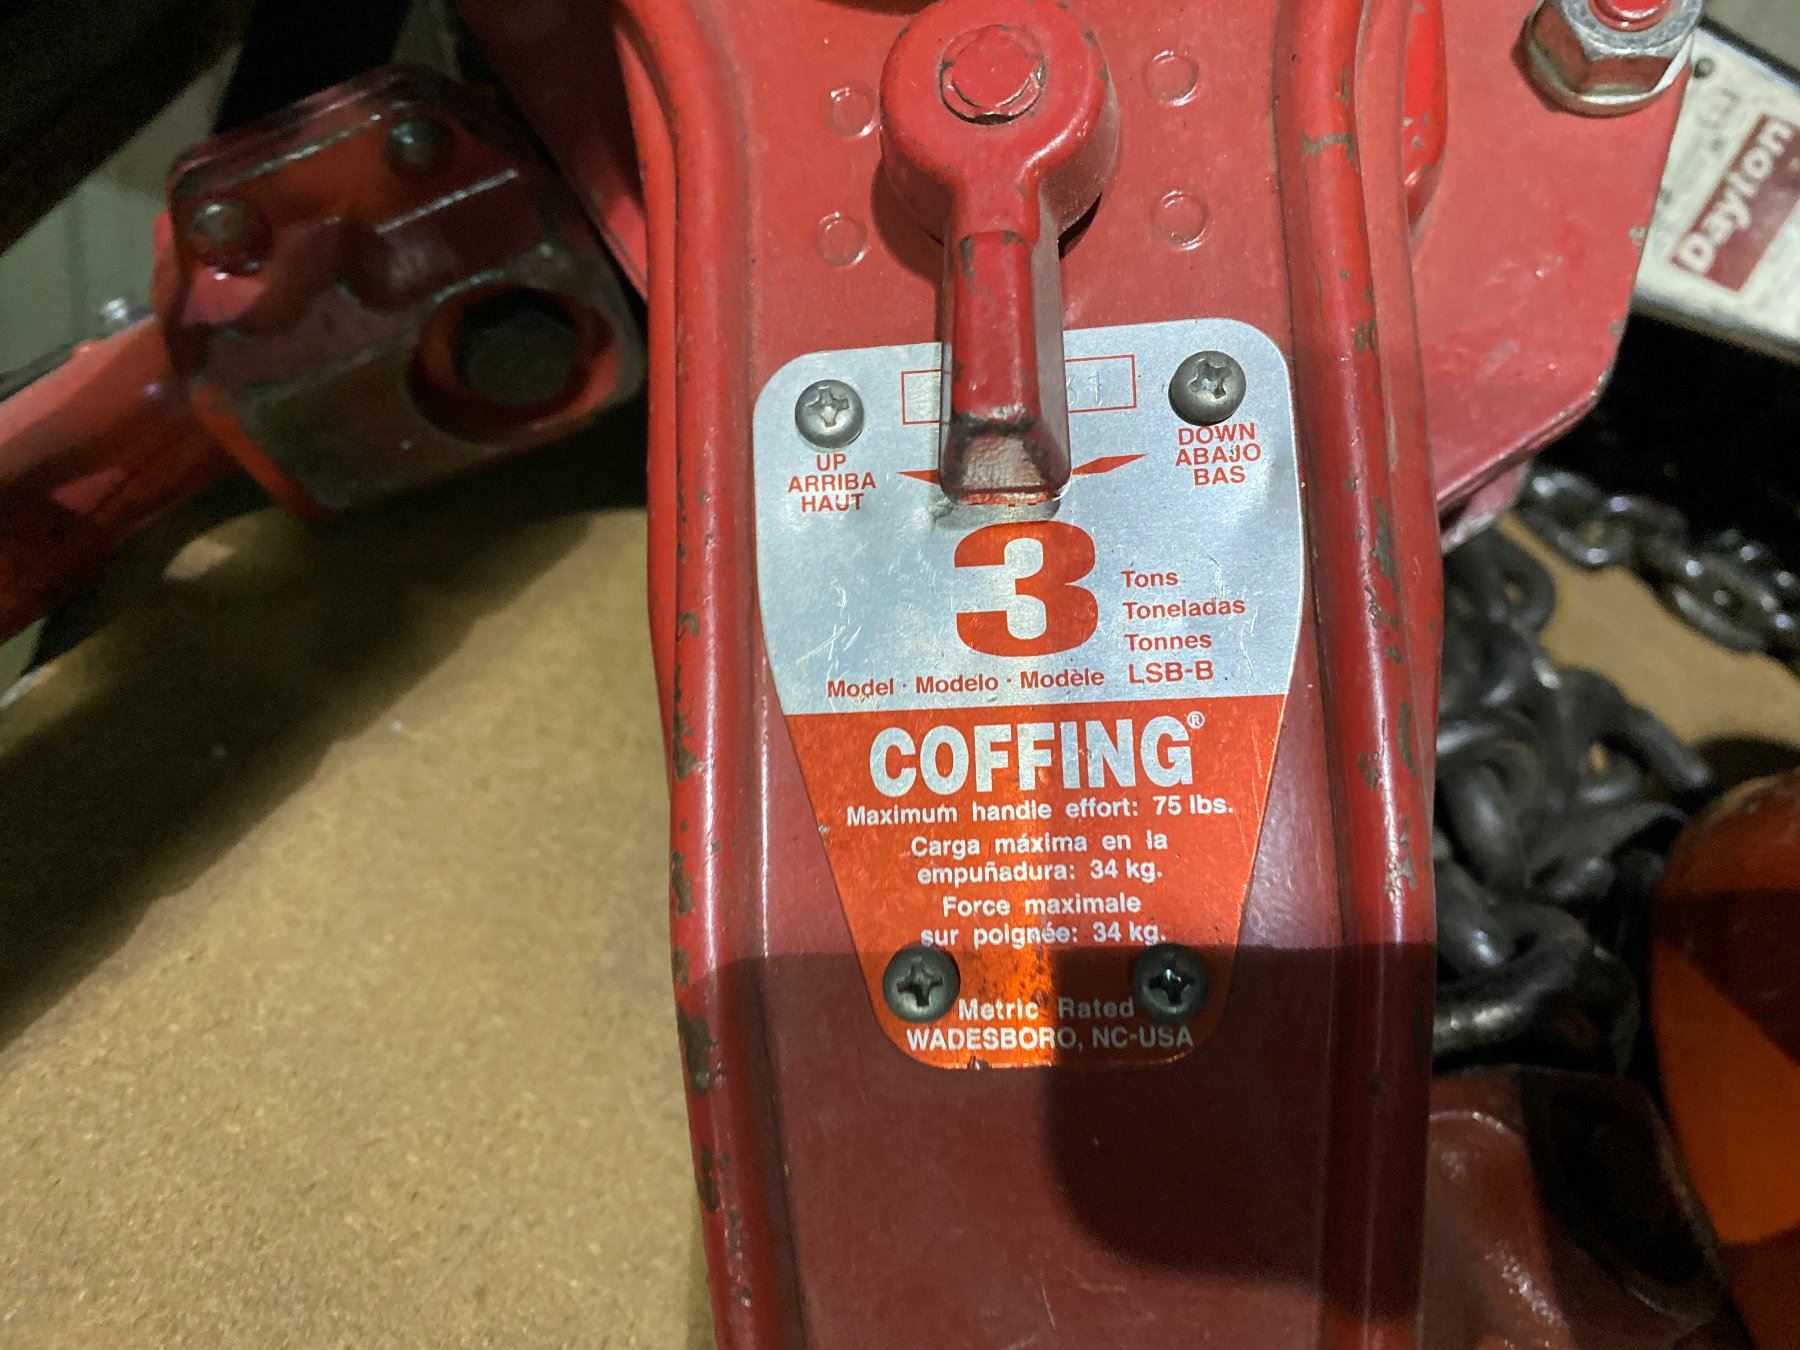 Dayton
31
UP
ARRIBA
HAUT
DOWN
ABAJO
BAS
3
Tons
Toneladas
Tonnes
Model · Modelo · Modèle LSB-B
COFFING®
Maximum handle effort: 75 lbs.
Carga máxima en la
empuñadura: 34 kg.
Force maximale
sur poignée: 34 kg.
Metric Rated
WADESBORO, NC-USA